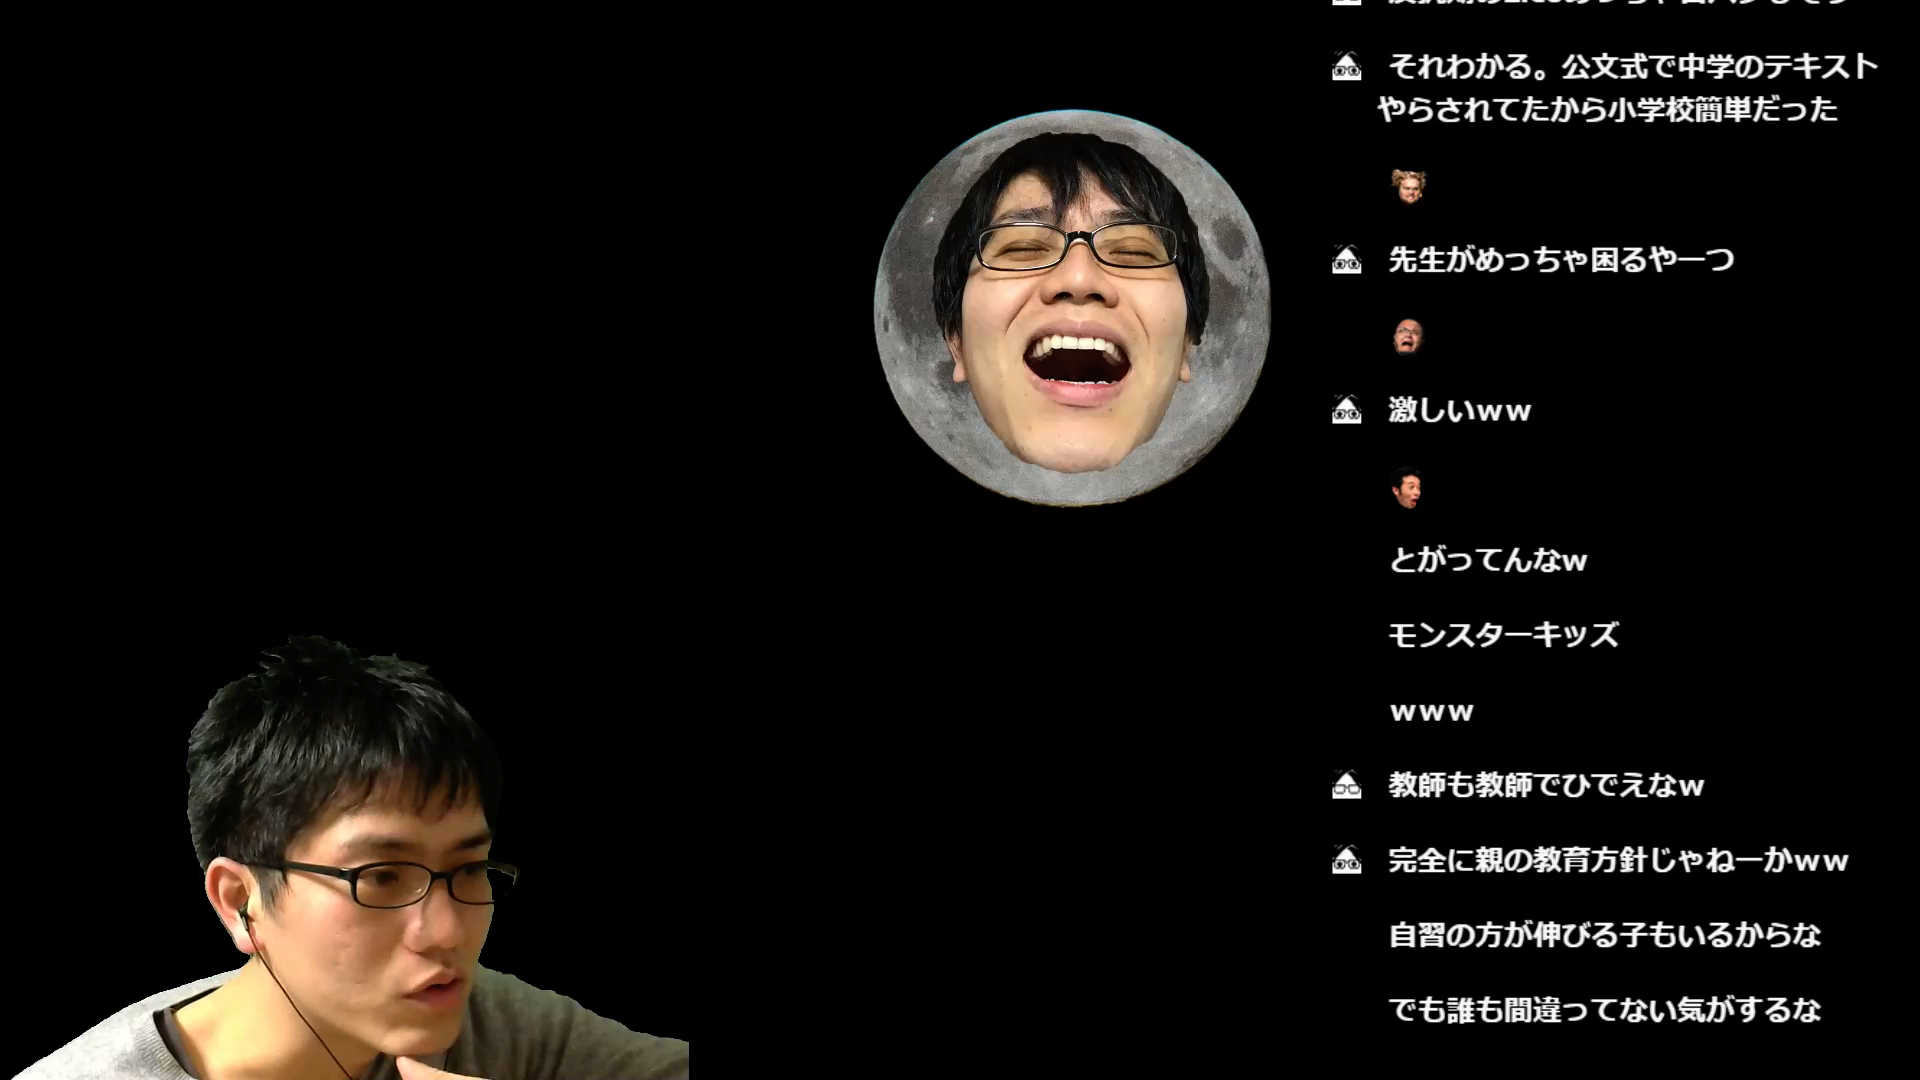 それわかる。公文式で中学のテキスト
やらされてたから小学校簡単だった
先生がめっちゃ困るやーつ
激しいｗｗ
とがってんなw
モンスターキッズ
ｗｗｗ
教師も教師でひでえなｗ
完全に親の教育方針じゃねーかｗｗ
自習の方が伸びる子もいるからな
でも誰も間違ってない気がするな